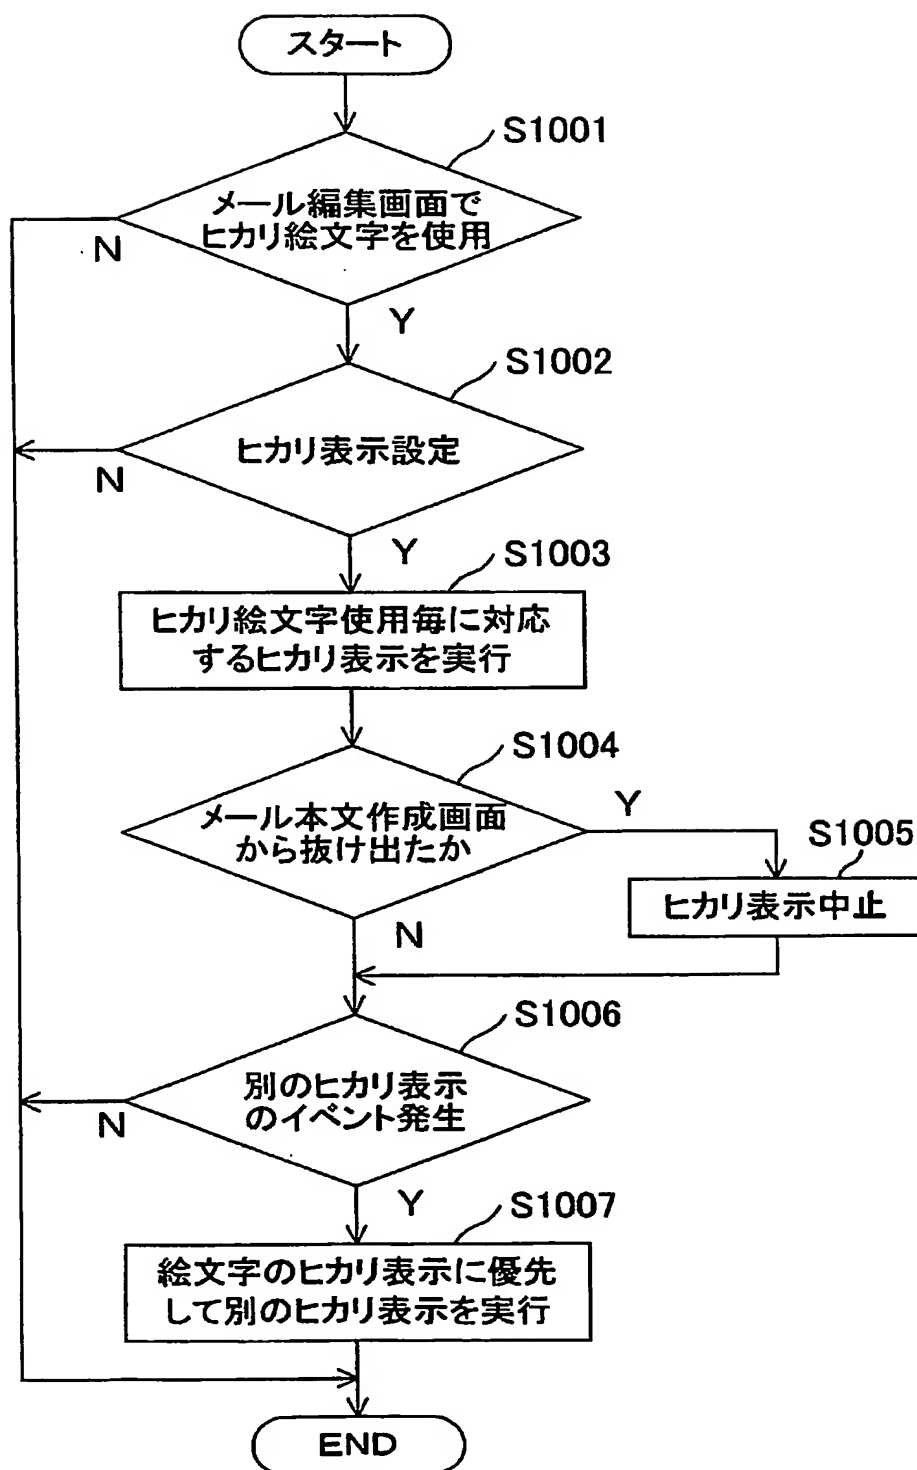 スタート
S1001
メール編集画面で
ヒカリ絵文字を使用
N
Y
S1002
ヒカリ表示設定
N
Y
S1003
ヒカリ絵文字使用毎に対応
するヒカリ表示を実行
S1004
メール本文作成画面
から抜け出たか
Y
S1005
ヒカリ表示中止
N
S1006
別のヒカリ表示
のイベント発生
N
Y
S1007
絵文字のヒカリ表示に優先
して別のヒカリ表示を実行
END